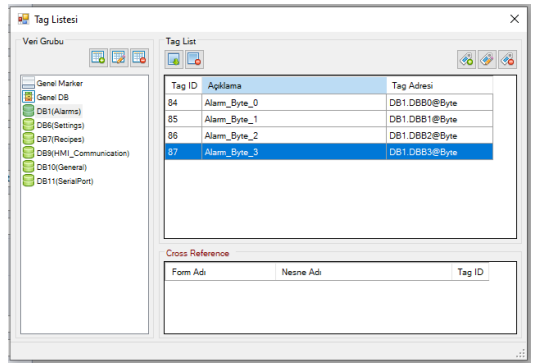 Tag Listesi
Veri Grubu
Genel Marker
Genel DB
DB1(Alarms)
DB6(Settings)
DB7(Recipes)
DB9(HMI_Communication)
DB10(General)
DB11(SerialPort)
Tag List
Tag ID Açıklama Tag Adresi
84 Alarm_Byte_0 DB1.DBB0@Byte
85 Alarm_Byte_1 DB1.DBB1@Byte
86 Alarm_Byte_2 DB1.DBB2@Byte
87 Alarm_Byte_3 DB1.DBB3@Byte
Cross Reference
Form Adı Nesne Adı Tag ID